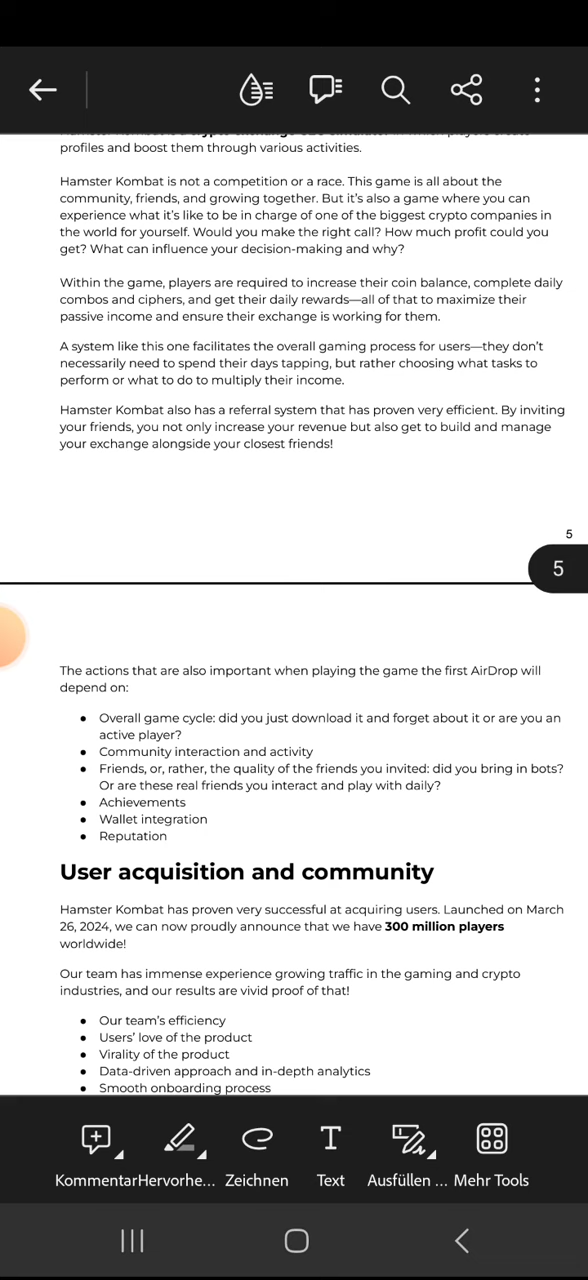 profiles and boost them through various activities.
Hamster Kombat is not a competition or a race. This game is all about the
community, friends, and growing together. But it's also a game where you can
experience what it's like to be in charge of one of the biggest crypto companies in
the world for yourself. Would you make the right call? How much profit could you
get? What can influence your decision-making and why?
Within the game, players are required to increase their coin balance, complete daily
combos and ciphers, and get their daily rewards—all of that to maximize their
passive income and ensure their exchange is working for them.
A system like this one facilitates the overall gaming process for users—they don't
necessarily need to spend their days tapping, but rather choosing what tasks to
perform or what to do to multiply their income.
Hamster Kombat also has a referral system that has proven very efficient. By inviting
your friends, you not only increase your revenue but also get to build and manage
your exchange alongside your closest friends!
5
5
The actions that are also important when playing the game the first AirDrop will
depend on:
● Overall game cycle: did you just download it and forget about it or are you an
active player?
● Community interaction and activity
● Friends, or, rather, the quality of the friends you invited: did you bring in bots?
Or are these real friends you interact and play with daily?
● Achievements
● Wallet integration
● Reputation
User acquisition and community
Hamster Kombat has proven very successful at acquiring users. Launched on March
26, 2024, we can now proudly announce that we have 300 million players
worldwide!
Our team has immense experience growing traffic in the gaming and crypto
industries, and our results are vivid proof of that!
● Our team's efficiency
● Users' love of the product
● Virality of the product
● Data-driven approach and in-depth analytics
● Smooth onboarding process
Kommentar Hervorhe... Zeichnen Text Ausfüllen ... Mehr Tools